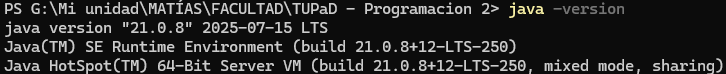 PS G:\Mi unidad\MATÍAS\FACULTAD\TUPaD - Programacion 2> java -version
java version "21.0.8" 2025-07-15 LTS
Java(TM) SE Runtime Environment (build 21.0.8+12-LTS-250)
Java HotSpot(TM) 64-Bit Server VM (build 21.0.8+12-LTS-250, mixed mode, sharing)